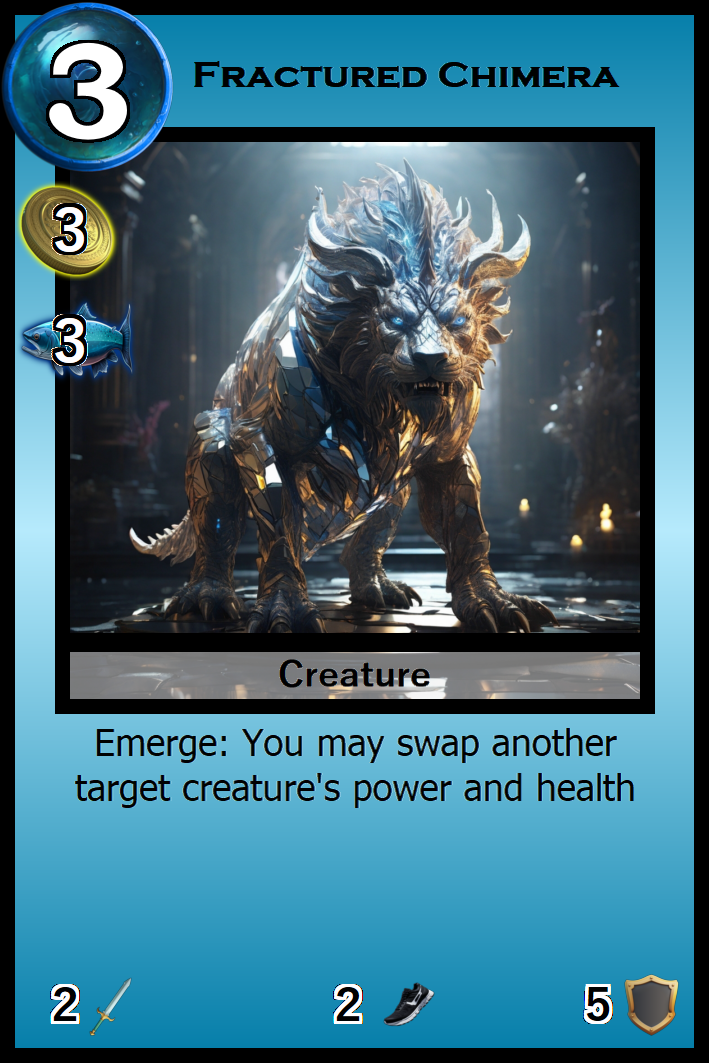 3
Fractured Chimera
3
3
Creature
Emerge: You may swap another
target creature's power and health
2 2 5